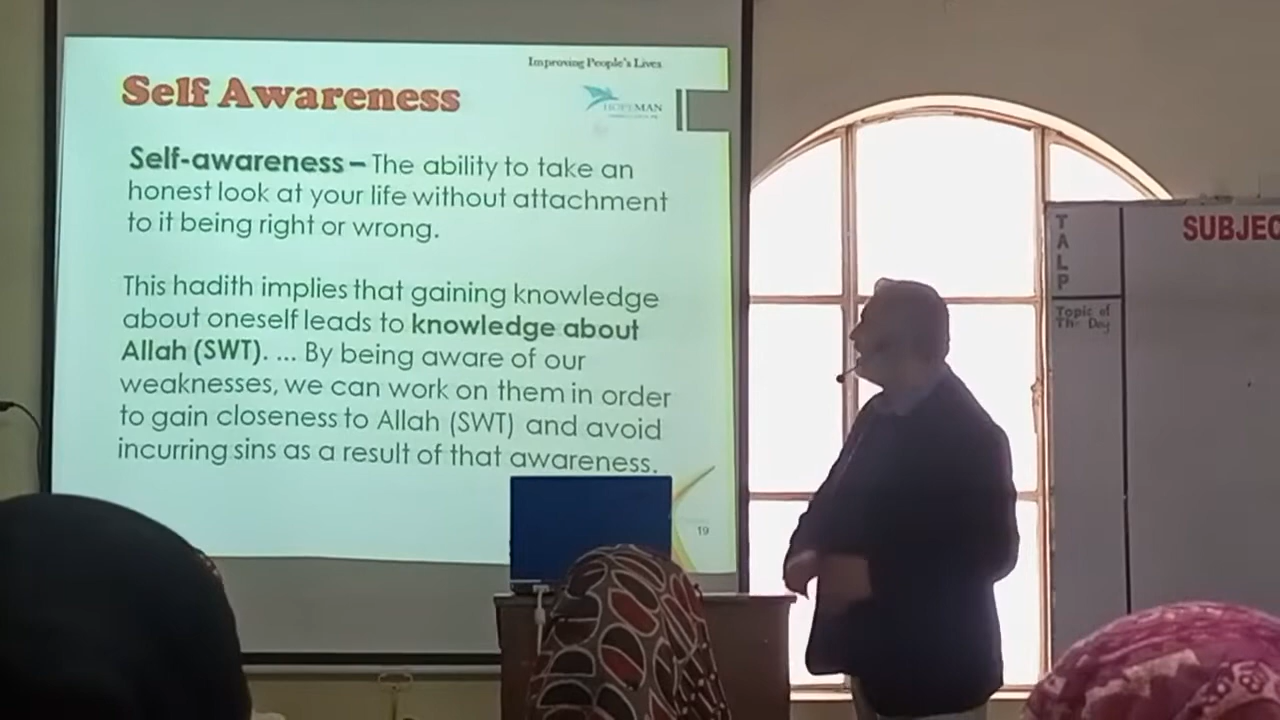 Improving People's Lives
Self Awareness
HOPEMAN
Self-awareness – The ability to take an
honest look at your life without attachment
to it being right or wrong.
This hadith implies that gaining knowledge
about oneself leads to knowledge about
Allah (SWT). ... By being aware of our
weaknesses, we can work on them in order
to gain closeness to Allah (SWT) and avoid
incurring sins as a result of that awareness.
19
TALP
SUBJEC
Topic of
The Day